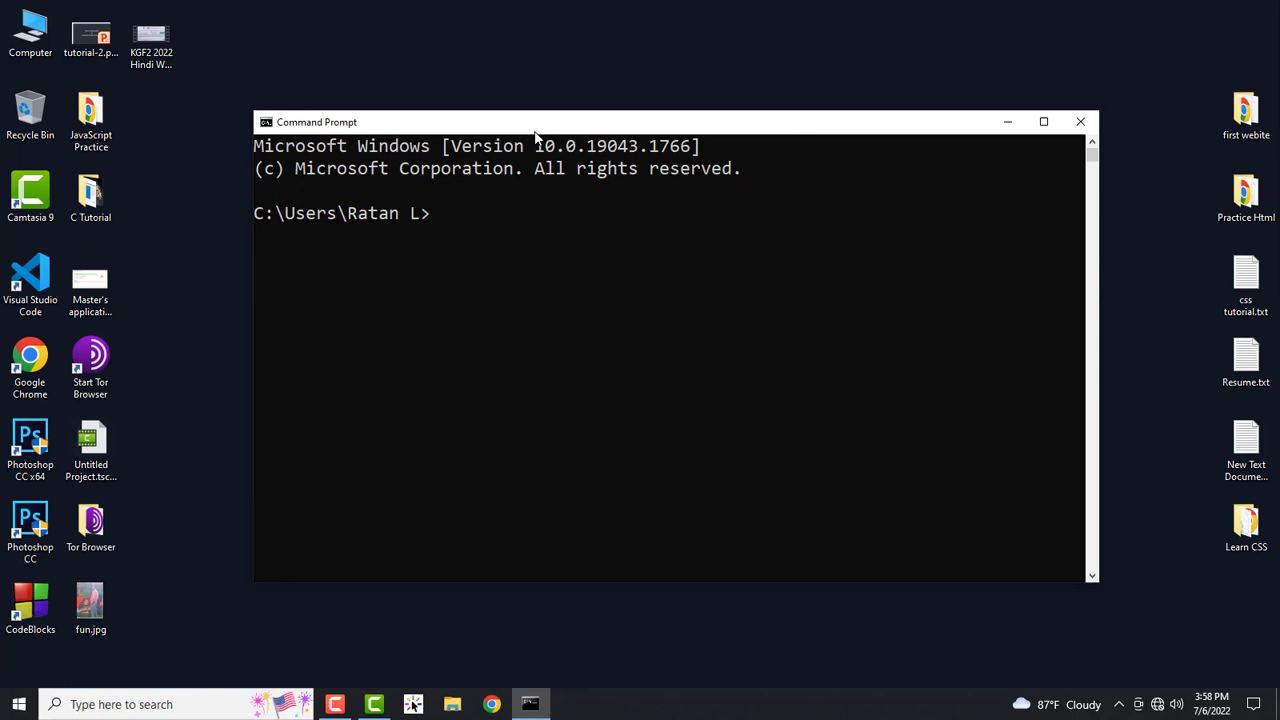 Computer
tutorial-2.p...
KGF2 2022
Hindi W...
Recycle Bin
JavaScript
Practice
Camtasia 9
C Tutorial
Visual Studio
Code
Master's
applicati...
Google
Chrome
Start Tor
Browser
Photoshop
CC x64
Untitled
Project.tsc...
Photoshop
CC
Tor Browser
CodeBlocks
fun.jpg
Command Prompt
Microsoft Windows [Version 10.0.19043.1766]
(c) Microsoft Corporation. All rights reserved.
C:\Users\Ratan L>
first webite
Practice Html
css
tutorial.txt
Resume.txt
New Text
Docume...
Learn CSS
Type here to search
87°F Cloudy
3:58 PM
7/6/2022